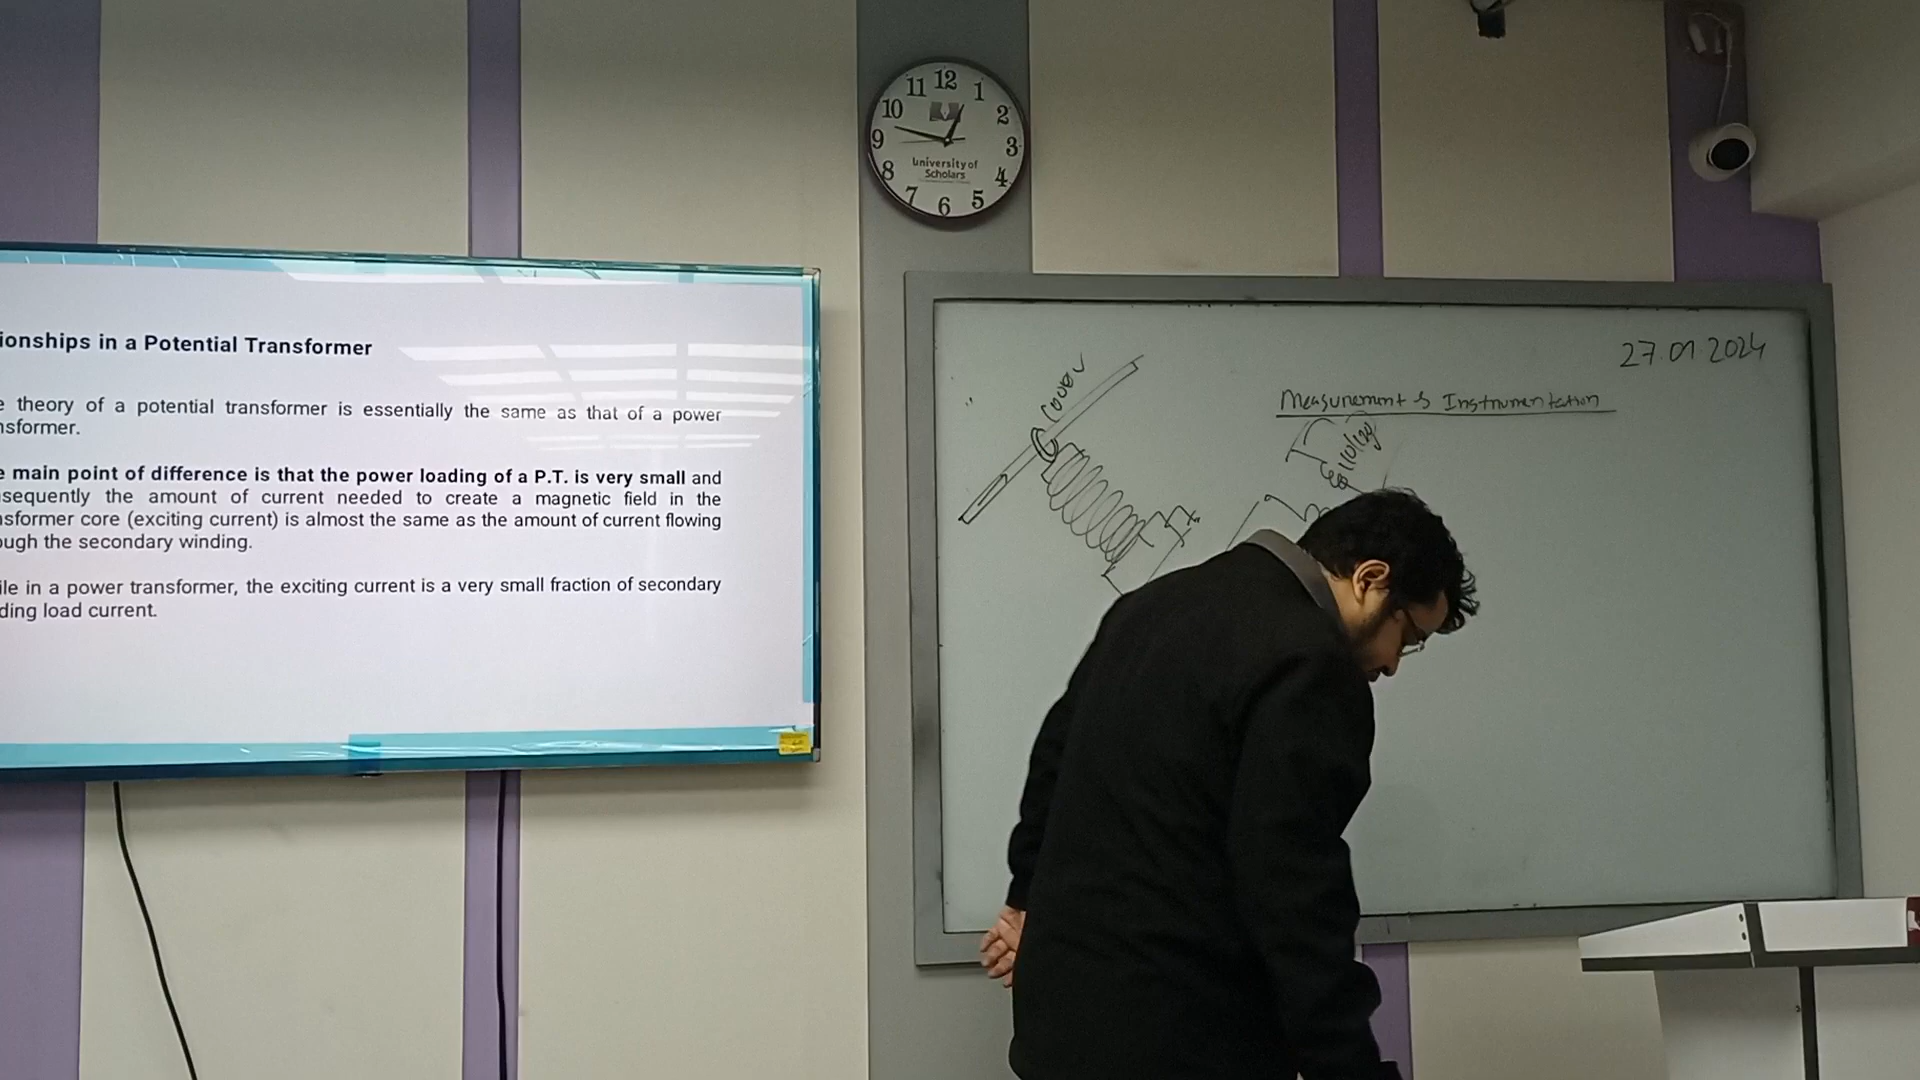 11 12 1
10 2
9 3
8 4
7 6 5
University of
Scholars
ionships in a Potential Transformer
e theory of a potential transformer is essentially the same as that of a power
nsformer.
e main point of difference is that the power loading of a P.T. is very small and
nsequently the amount of current needed to create a magnetic field in the
nsformer core (exciting current) is almost the same as the amount of current flowing
ough the secondary winding.
ile in a power transformer, the exciting current is a very small fraction of secondary
ding load current.
27.01.2024
Measurement & Instrumentation